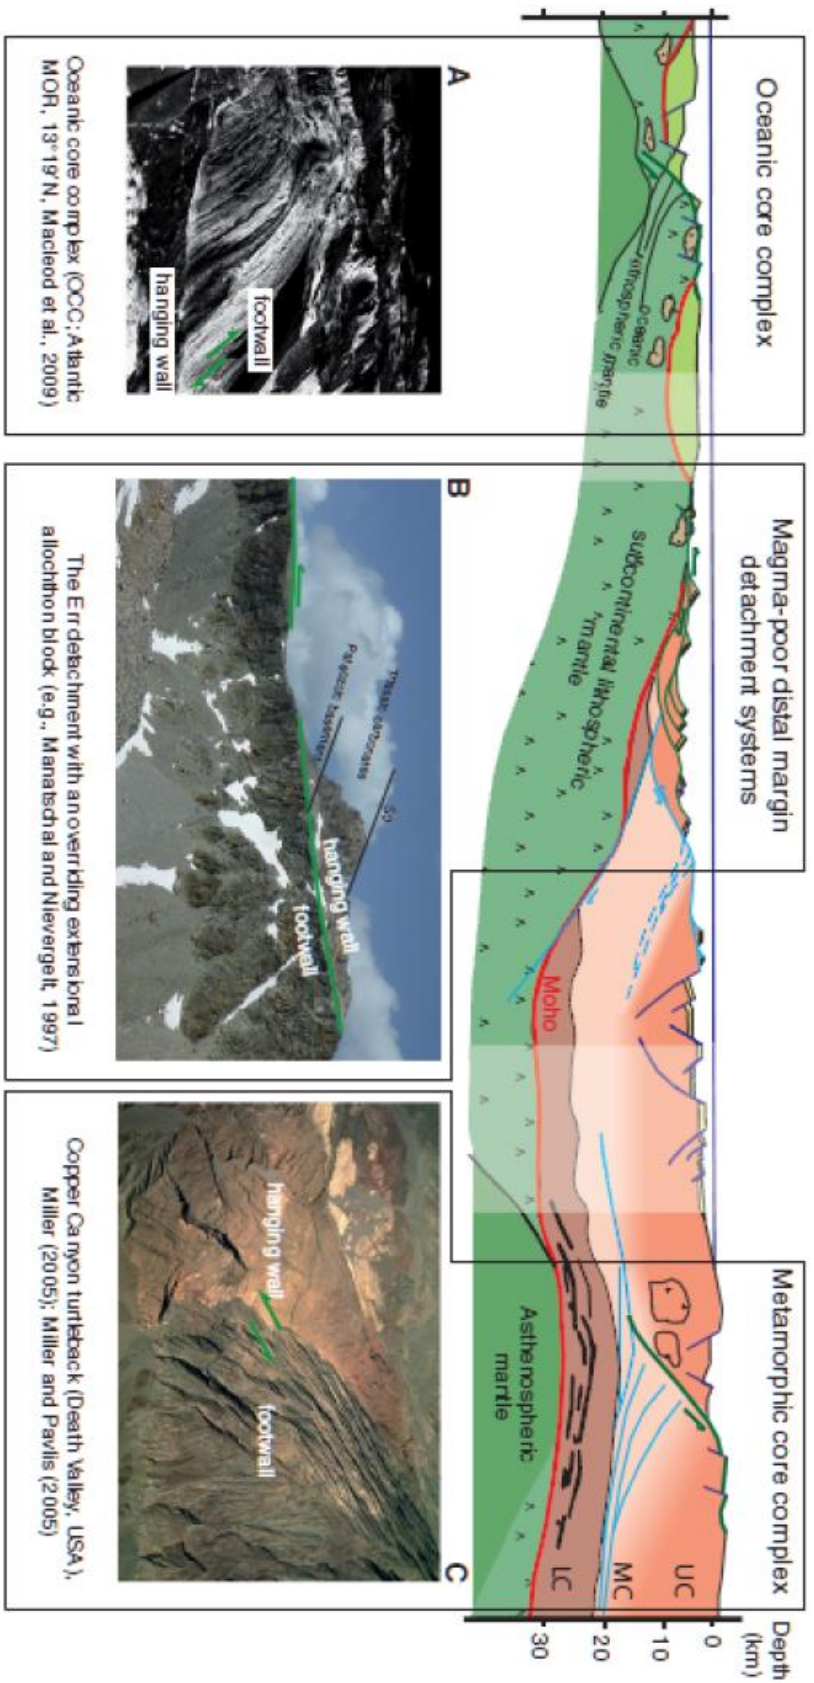 Oceanic core complex
Magma-poor distal margin
detachment systems
Metamorphic core complex
Depth
(km)
0
10
20
30
oceanic
lithospheric mantle
subcontinental lithospheric
mantle
Moho
Asthenospheric
mantle
UC
MC
LC
A
footwall
hanging wall
Oceanic core complex (OCC; Atlantic
MOR, 13°19'N, Macleod et al., 2009)
B
Triassic carbonates
Paleozoic basement
S0
hanging wall
footwall
The Err detachment with an overriding extensional
allochthon block (e.g., Manatschal and Nievergelt, 1997)
C
hanging wall
footwall
Copper Canyon turtleback (Death Valley, USA),
Miller (2005); Miller and Pavlis (2005)